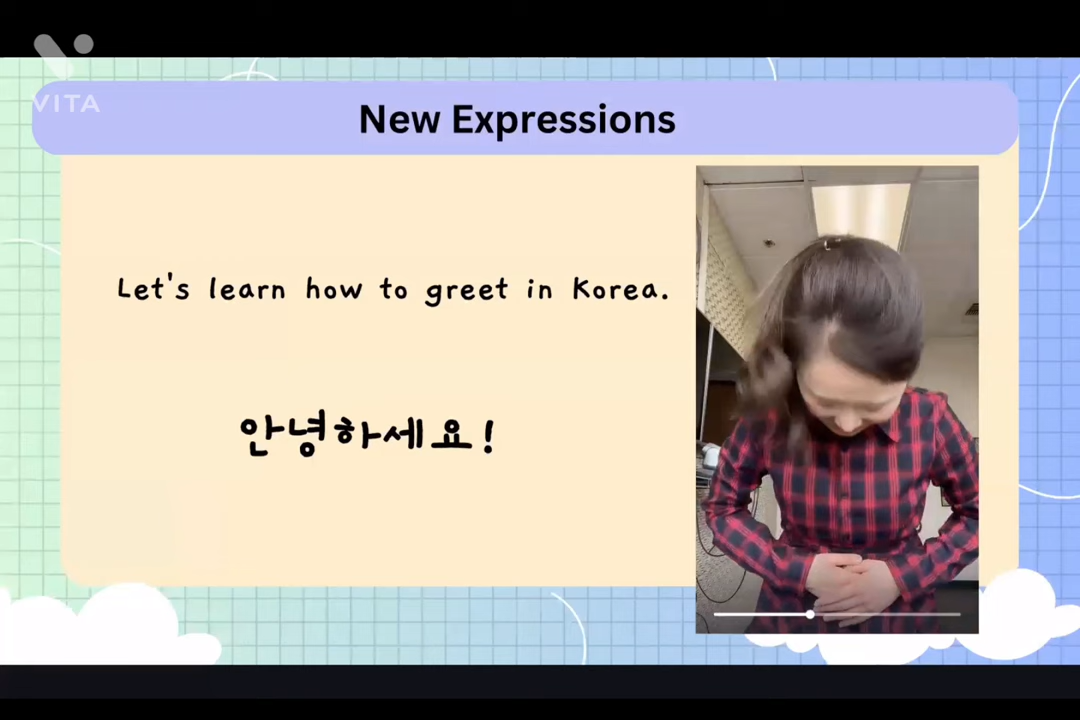 VITA
New Expressions
Let's learn how to greet in Korea.
안녕하세요!